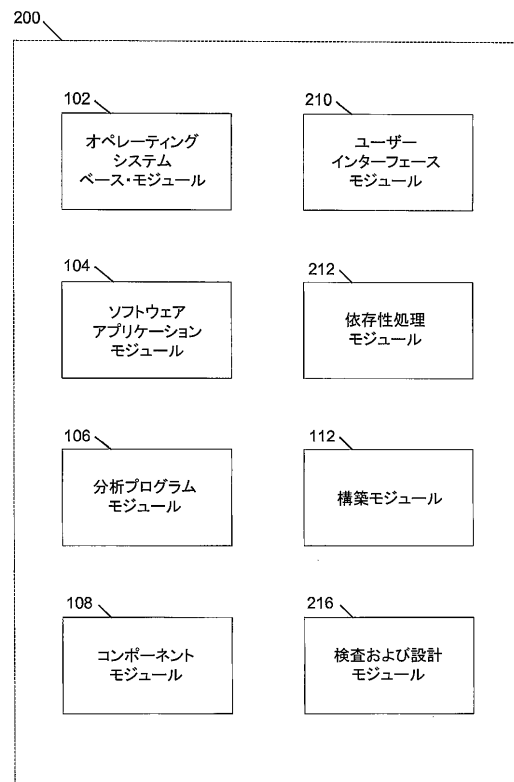 200
102
オペレーティング
システム
ベース・モジュール
210
ユーザー
インターフェース
モジュール
104
ソフトウェア
アプリケーション
モジュール
212
依存性処理
モジュール
106
分析プログラム
モジュール
112
構築モジュール
108
コンポーネント
モジュール
216
検査および設計
モジュール